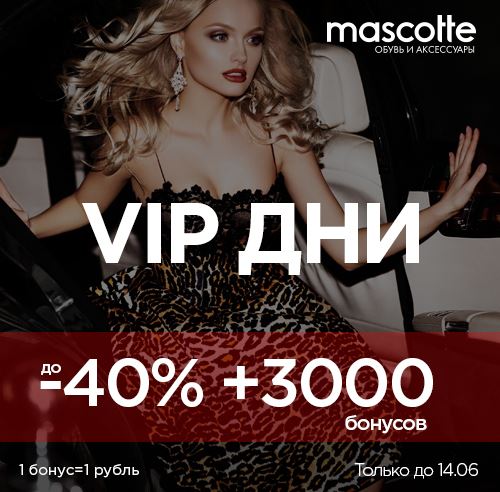 mascotte
ОБУВЬ И АКСЕССУАРЫ
VIP ДНИ
до -40% +3000
бонусов
1 бонус=1 рубль
Только до 14.06